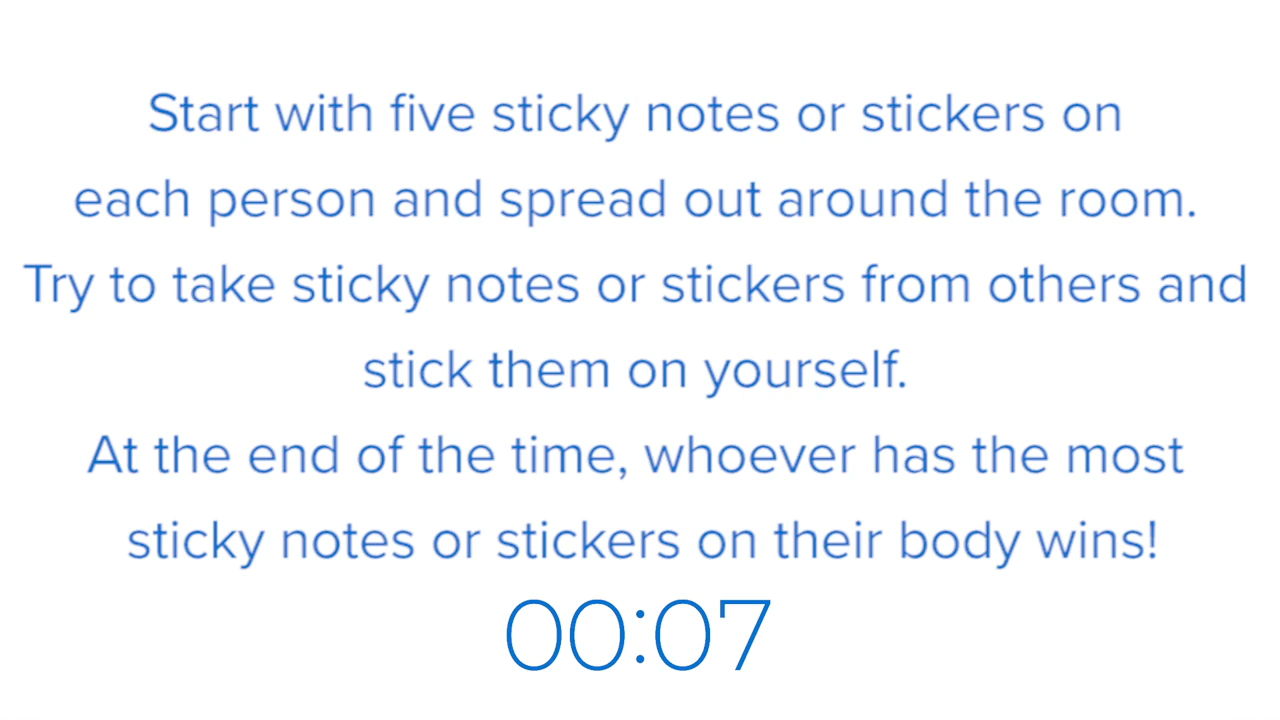 Start with five sticky notes or stickers on
each person and spread out around the room.
Try to take sticky notes or stickers from others and
stick them on yourself.
At the end of the time, whoever has the most
sticky notes or stickers on their body wins!
00:07